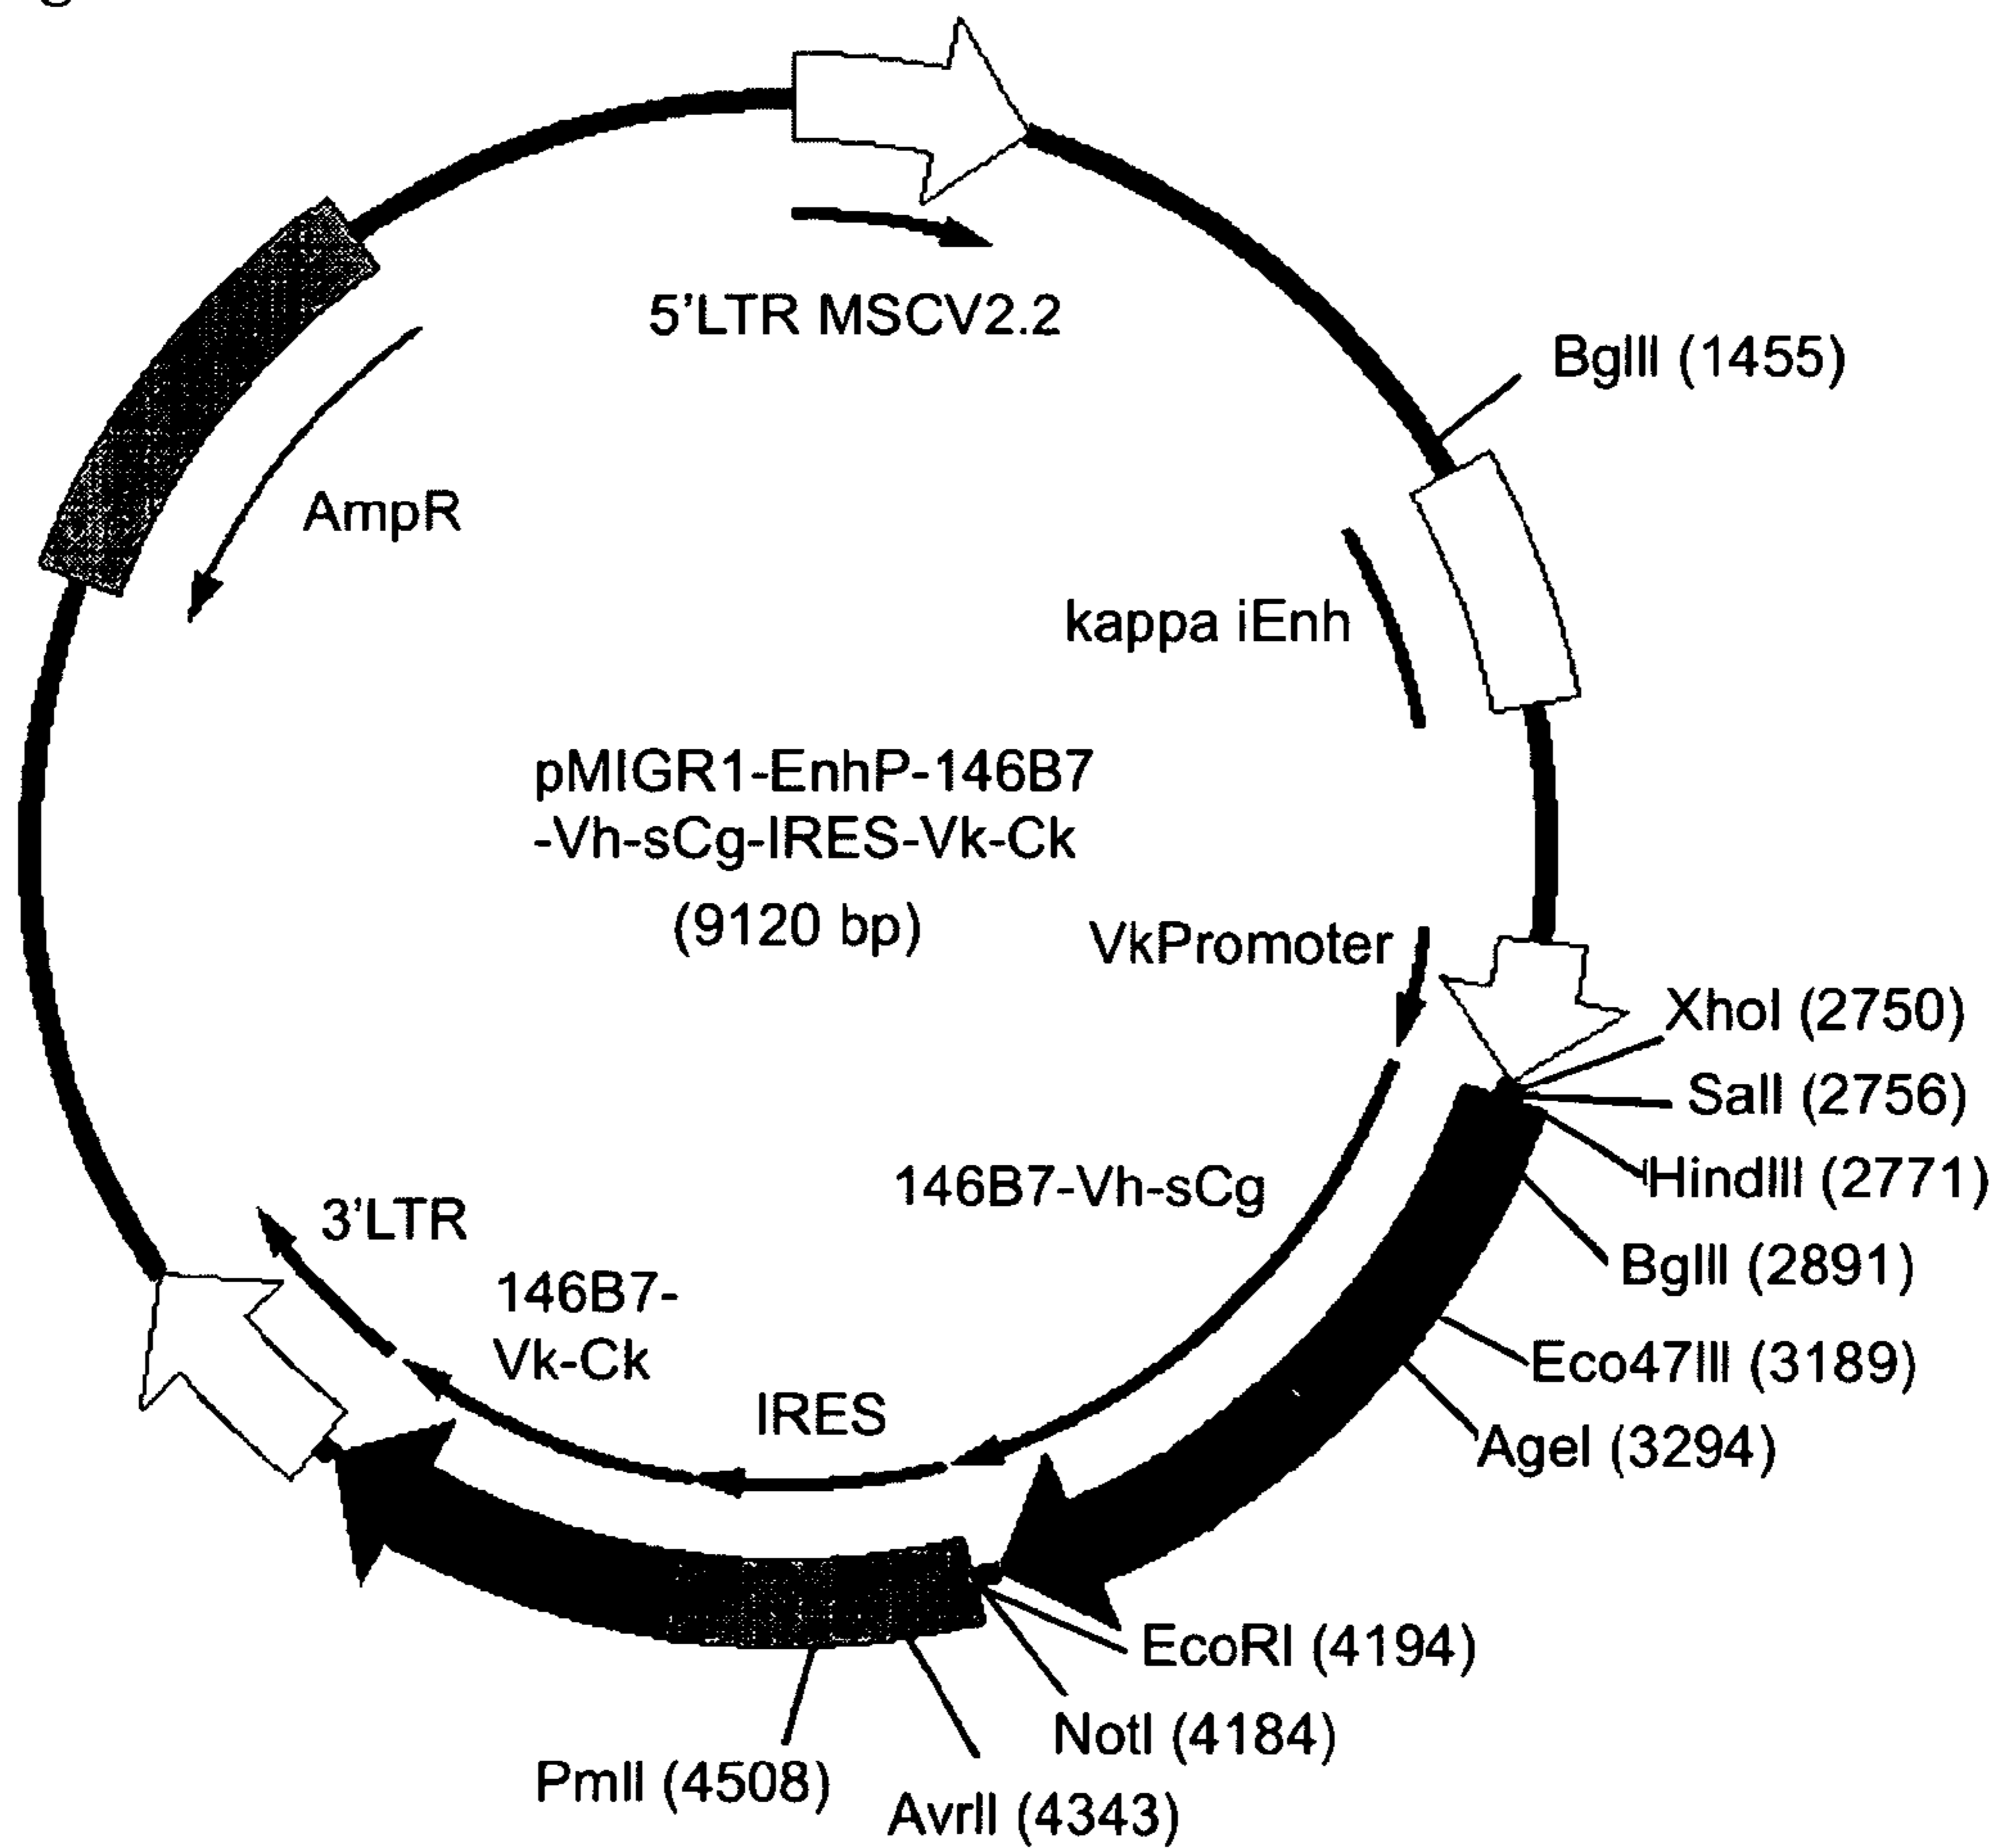 5'LTR MSCV2.2
BglII (1455)
AmpR
kappa iEnh
pMIGR1-EnhP-146B7
-Vh-sCg-IRES-Vk-Ck
(9120 bp)
VkPromoter
XhoI (2750)
SalI (2756)
HindIII (2771)
146B7-Vh-sCg
3'LTR
BglII (2891)
146B7-
Vk-Ck
Eco47III (3189)
IRES
AgeI (3294)
EcoRI (4194)
NotI (4184)
PmlI (4508)
AvrII (4343)